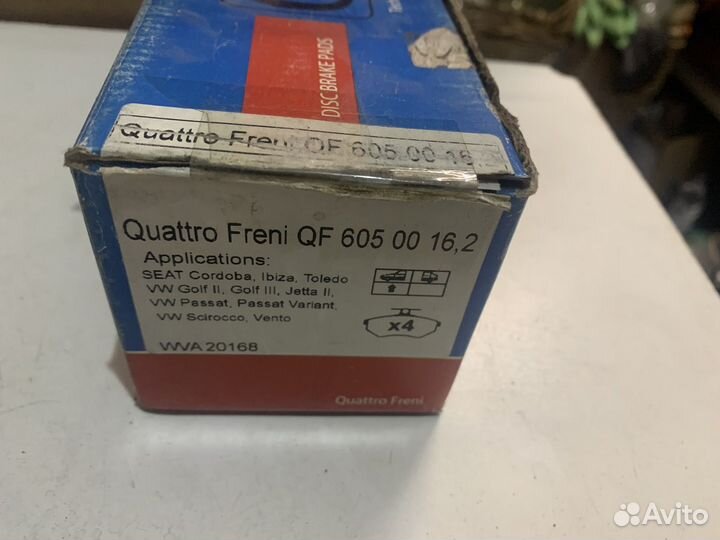 DISC BRAKE PADS
Quattro Freni QF 605 00 16,2
Quattro Freni QF 605 00 16,2
Applications:
SEAT Cordoba, Ibiza, Toledo
VW Golf II, Golf III, Jetta II,
VW Passat, Passat Variant,
VW Scirocco, Vento
x4
WVA 20168
Quattro Freni
Avito